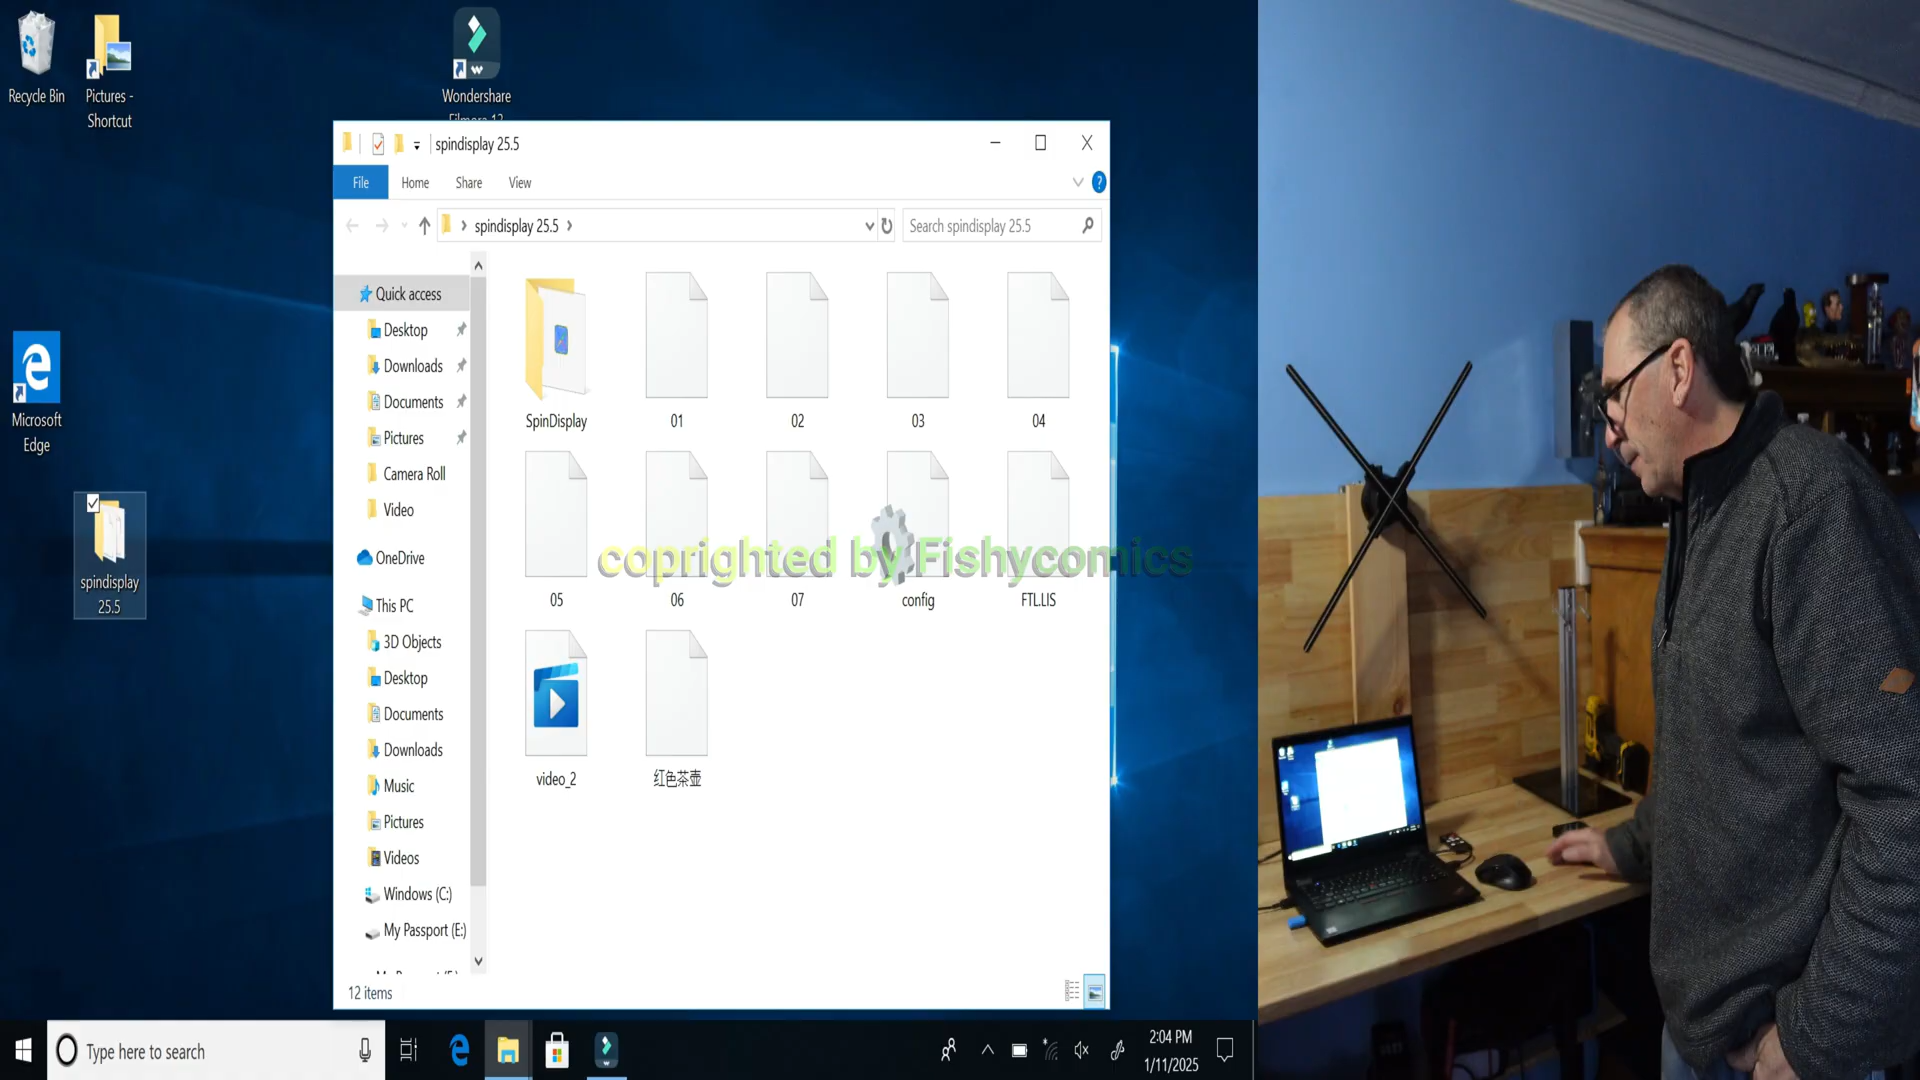 Recycle Bin
Pictures -
Shortcut
Wondershare
spindisplay 25.5
File
Home
Share
View
spindisplay 25.5
Search spindisplay 25.5
Quick access
Desktop
Downloads
Documents
Pictures
Camera Roll
Video
OneDrive
This PC
3D Objects
Desktop
Documents
Downloads
Music
Pictures
Videos
Windows (C:)
My Passport (E:)
SpinDisplay
01
02
03
04
05
06
07
config
FTL.LIS
video_2
红色茶壶
12 items
Microsoft
Edge
spindisplay
25.5
coprighted by Fishycomics
Type here to search
2:04 PM
1/11/2025